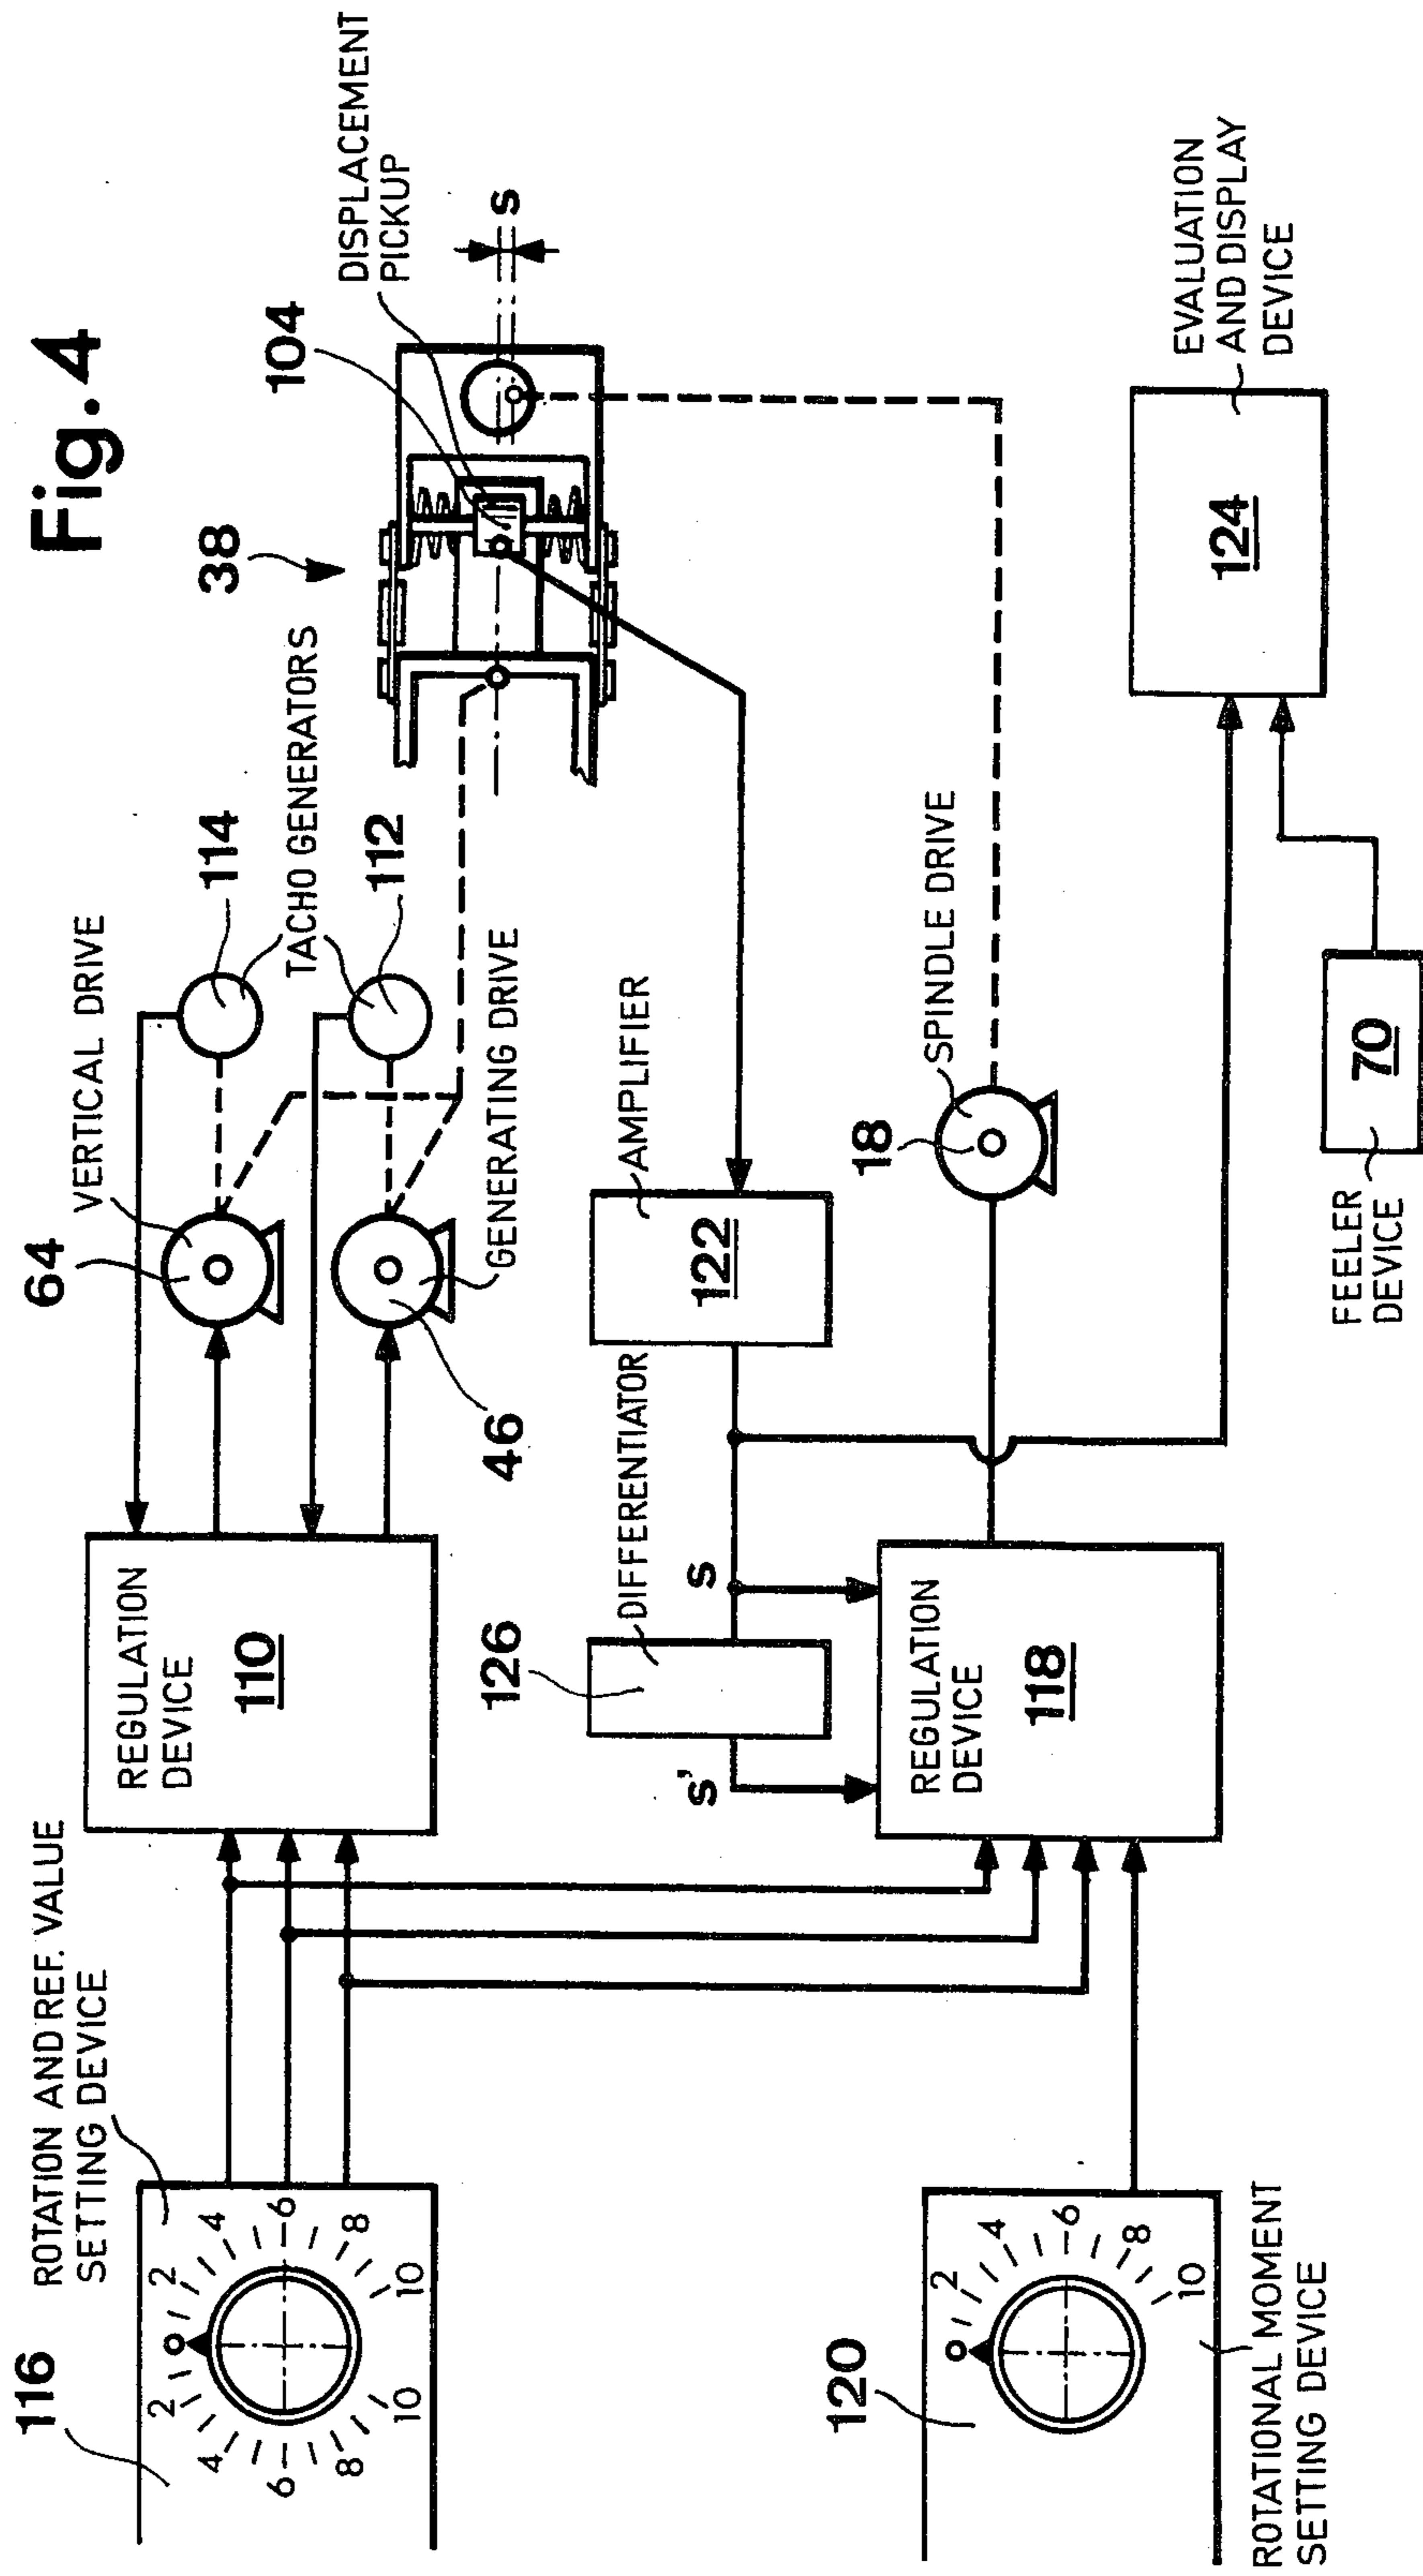 Fig. 4
116
ROTATION AND REF. VALUE
SETTING DEVICE
10
8
6
4
2
0
2
4
6
8
10
REGULATION
DEVICE
110
64
VERTICAL DRIVE
114
TACHO GENERATORS
112
46
GENERATING DRIVE
38
104
DISPLACEMENT
PICKUP
s
126
DIFFERENTIATOR
s'
s
122
AMPLIFIER
120
0
2
4
6
8
10
ROTATIONAL MOMENT
SETTING DEVICE
REGULATION
DEVICE
118
18
SPINDLE DRIVE
124
EVALUATION
AND DISPLAY
DEVICE
70
FEELER
DEVICE